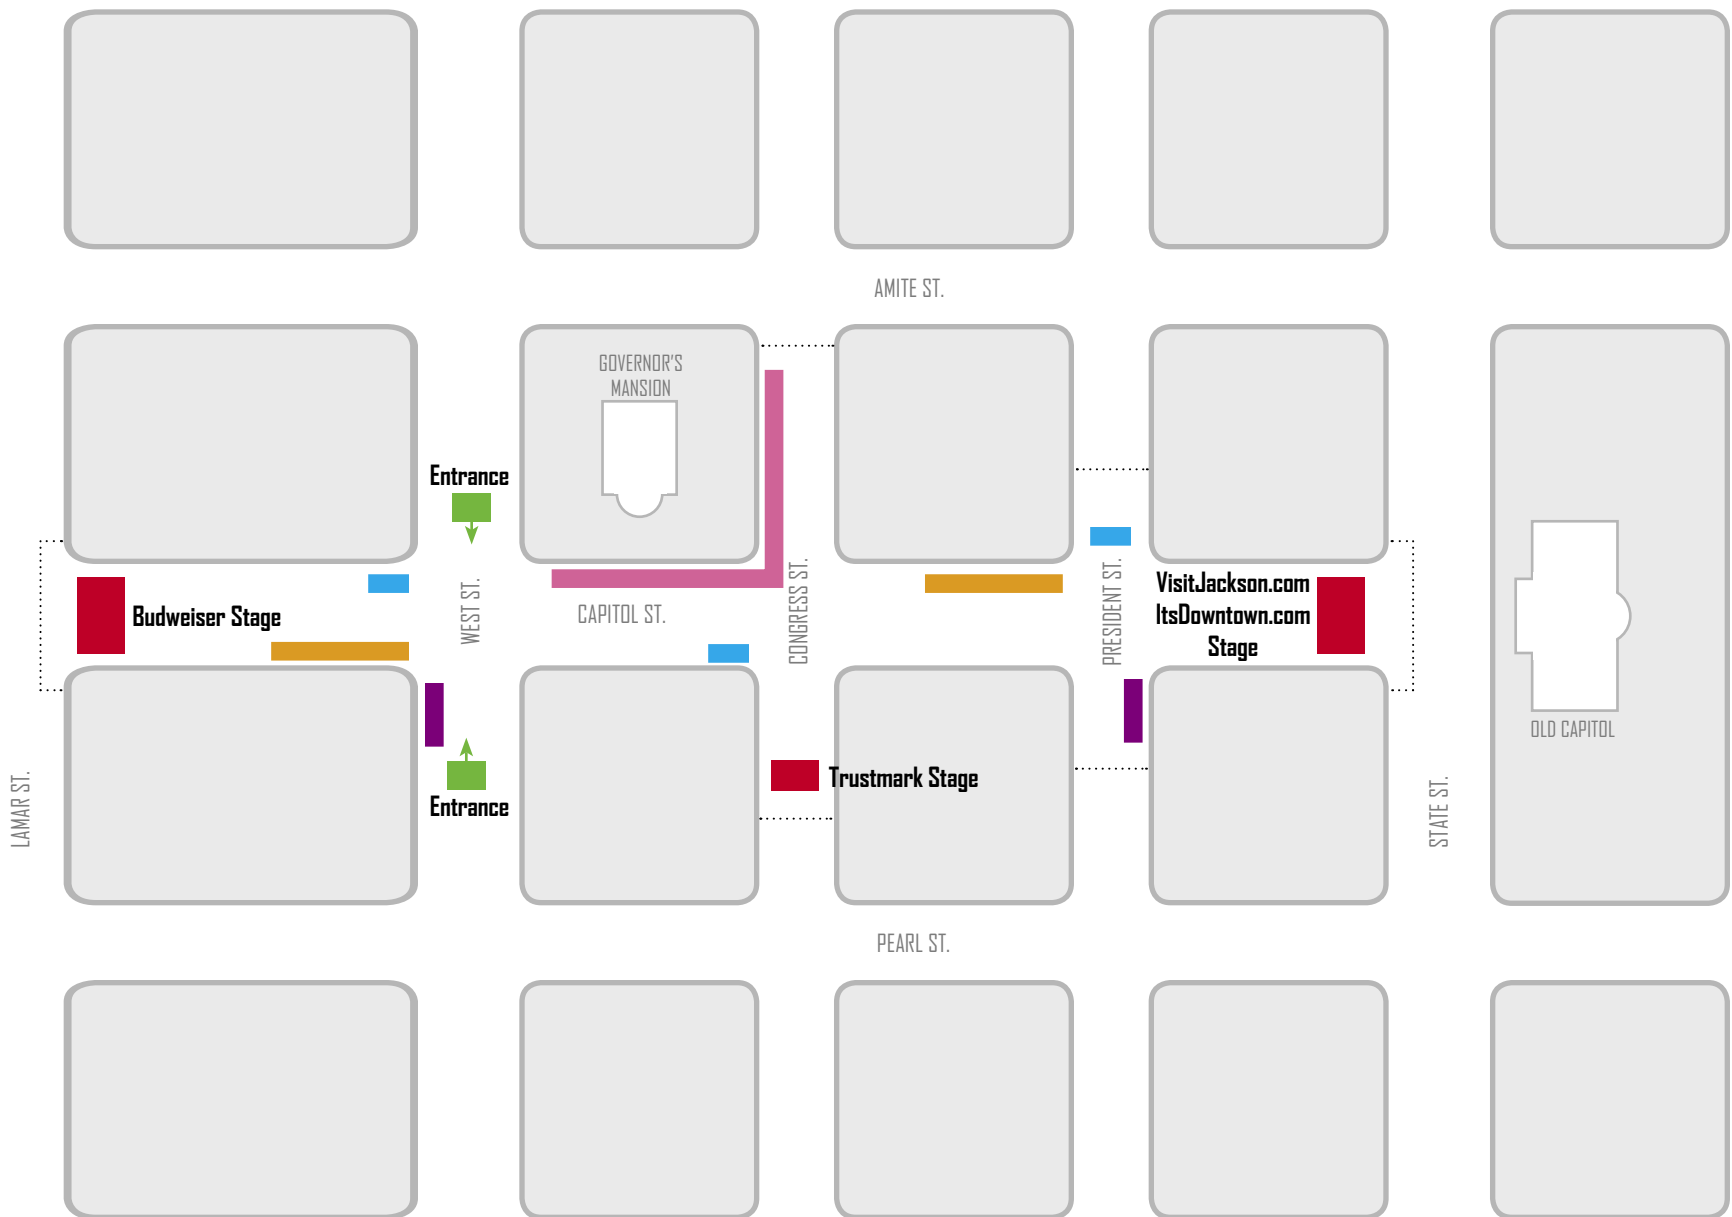 AMITE ST.
GOVERNOR'S
MANSION
Entrance
Budweiser Stage
WEST ST.
CAPITOL ST.
CONGRESS ST.
PRESIDENT ST.
VisitJackson.com
ItsDowntown.com
Stage
OLD CAPITOL
Trustmark Stage
Entrance
LAMAR ST.
STATE ST.
PEARL ST.